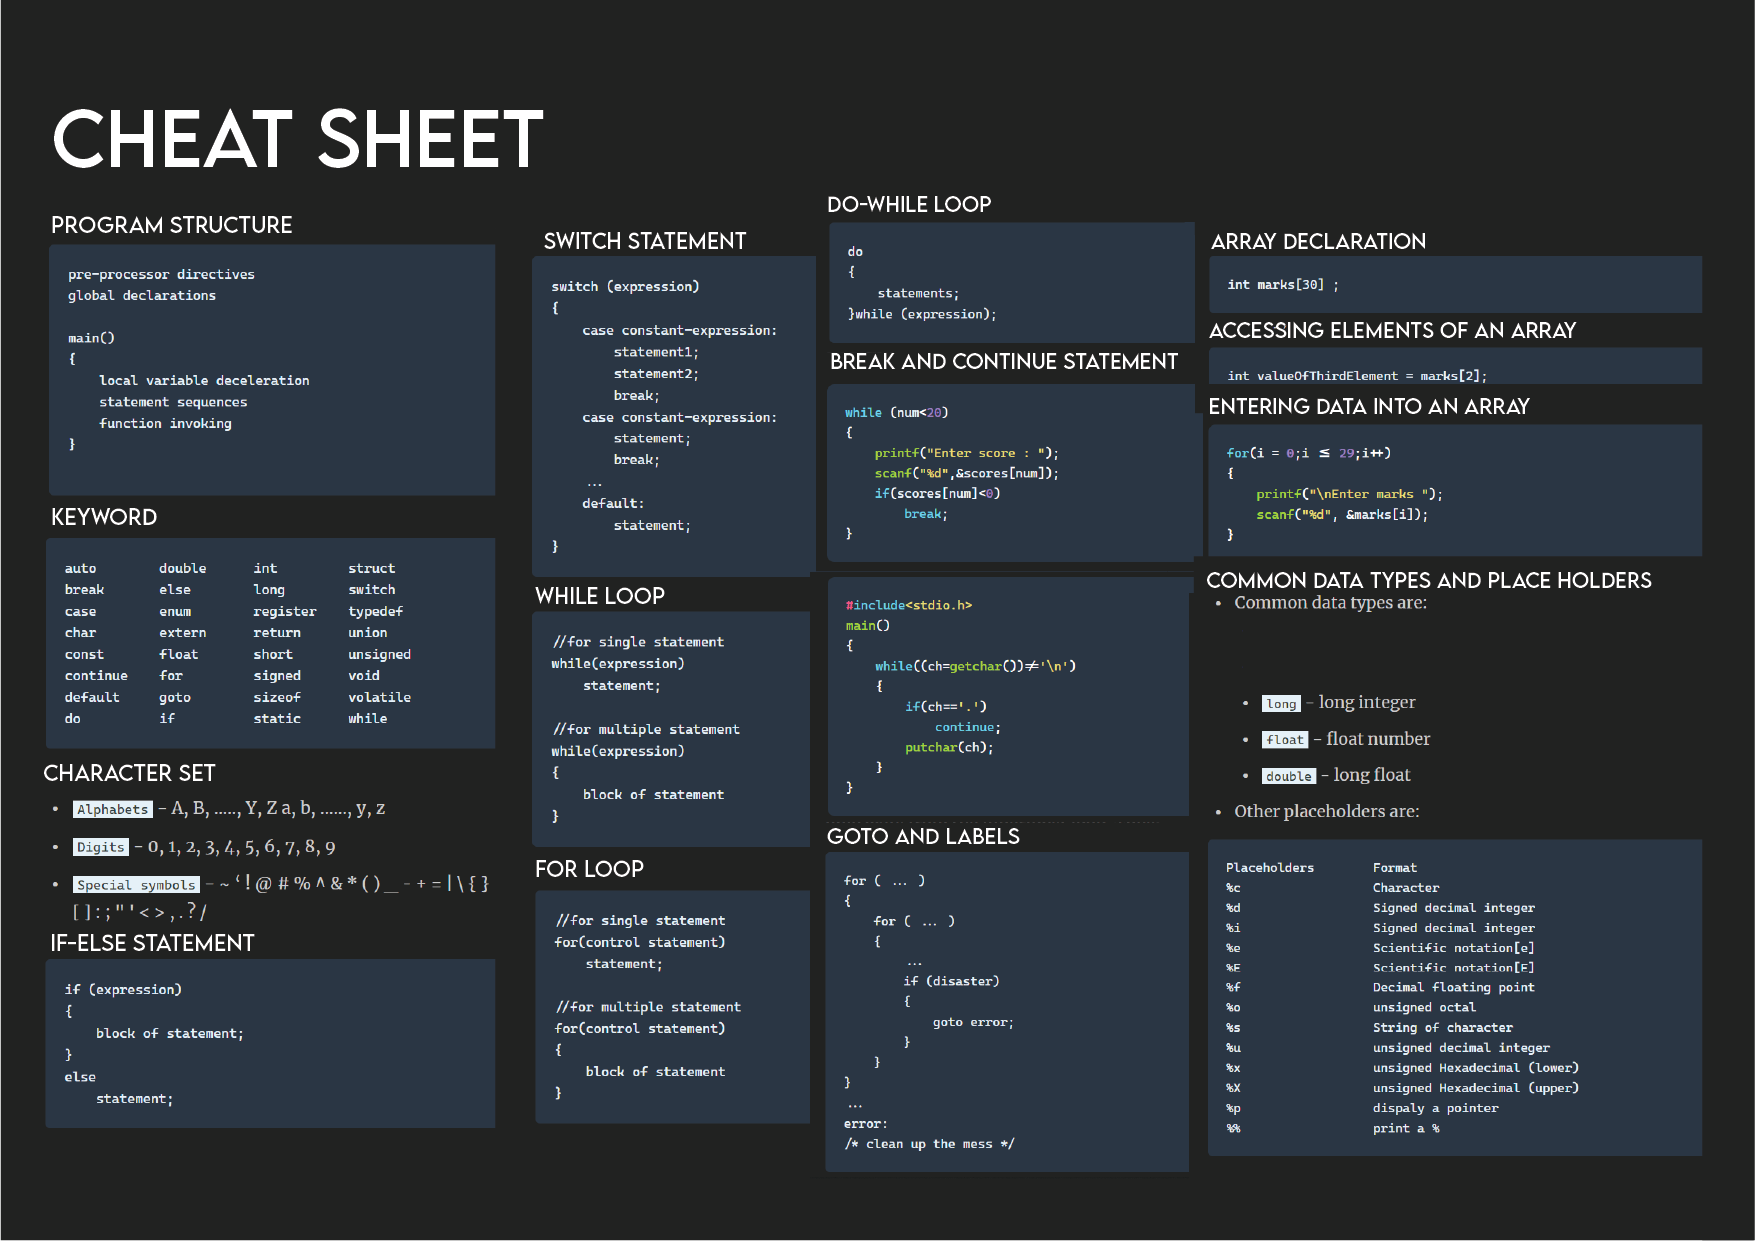 CHEAT SHEET
PROGRAM STRUCTURE
pre-processor directives
global declarations
main()
{
local variable deceleration
statement sequences
function invoking
}
KEYWORD
auto double int struct
break else long switch
case enum register typedef
char extern return union
const float short unsigned
continue for signed void
default goto sizeof volatile
do if static while
CHARACTER SET
• Alphabets – A, B, ....., Y, Z a, b, ......, y, z
• Digits – 0, 1, 2, 3, 4, 5, 6, 7, 8, 9
• Special symbols – ~ ‘ ! @ # % ^ & * ( ) _ - + = | \ { }
[ ] : ; " ' < > , . ? /
IF-ELSE STATEMENT
if (expression)
{
block of statement;
}
else
statement;
SWITCH STATEMENT
switch (expression)
{
case constant-expression:
statement1;
statement2;
break;
case constant-expression:
statement;
break;
...
default:
statement;
}
WHILE LOOP
//for single statement
while(expression)
statement;
//for multiple statement
while(expression)
{
block of statement
}
FOR LOOP
//for single statement
for(control statement)
statement;
//for multiple statement
for(control statement)
{
block of statement
}
DO-WHILE LOOP
do
{
statements;
}while (expression);
BREAK AND CONTINUE STATEMENT
while (num<20)
{
printf("Enter score : ");
scanf("%d",&scores[num]);
if(scores[num]<0)
break;
}
#include<stdio.h>
main()
{
while((ch=getchar())≠'\n')
{
if(ch=='.')
continue;
putchar(ch);
}
}
GOTO AND LABELS
for ( ... )
{
for ( ... )
{
...
if (disaster)
{
goto error;
}
}
}
...
error:
/* clean up the mess */
ARRAY DECLARATION
int marks[30] ;
ACCESSING ELEMENTS OF AN ARRAY
int valueOfThirdElement = marks[2];
ENTERING DATA INTO AN ARRAY
for(i = 0;i ≤ 29;i++)
{
printf("\nEnter marks ");
scanf("%d", &marks[i]);
}
COMMON DATA TYPES AND PLACE HOLDERS
• Common data types are:
• long – long integer
• float – float number
• double – long float
• Other placeholders are:
Placeholders Format
%c Character
%d Signed decimal integer
%i Signed decimal integer
%e Scientific notation[e]
%E Scientific notation[E]
%f Decimal floating point
%o unsigned octal
%s String of character
%u unsigned decimal integer
%x unsigned Hexadecimal (lower)
%X unsigned Hexadecimal (upper)
%p dispaly a pointer
%% print a %